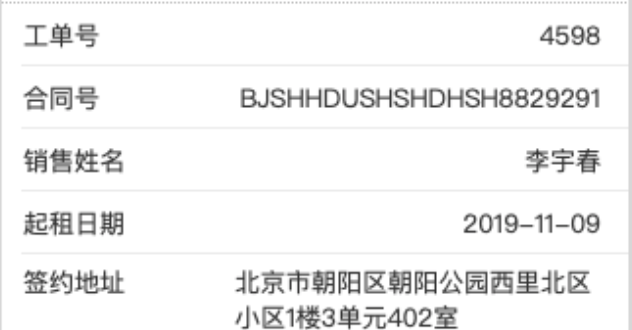 工单号 4598
合同号 BJSHHDUSHSHDHSH8829291
销售姓名 李宇春
起租日期 2019-11-09
签约地址 北京市朝阳区朝阳公园西里北区
小区1楼3单元402室